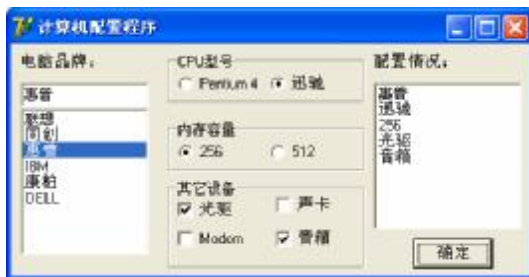 计算机配置程序
电脑品牌:
惠普
联想
同创
惠普
IBM
康柏
DELL
CPU型号
Pentium 4 迅驰
内存容量
256 512
其它设备
光驱 声卡
Modom 音箱
配置情况:
惠普
迅驰
256
光驱
音箱
确定